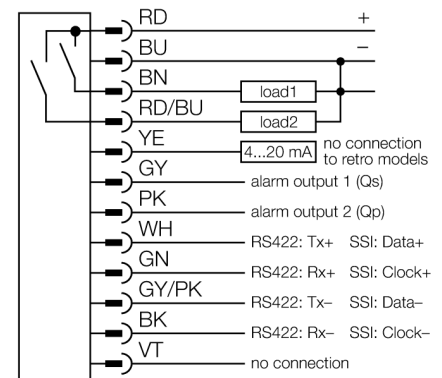 RD +
BU –
BN load1
RD/BU load2
YE 4...20 mA no connection
to retro models
GY alarm output 1 (Qs)
PK alarm output 2 (Qp)
WH RS422: Tx+ SSI: Data+
GN RS422: Rx+ SSI: Clock+
GY/PK RS422: Tx– SSI: Data–
BK RS422: Rx– SSI: Clock–
VT no connection